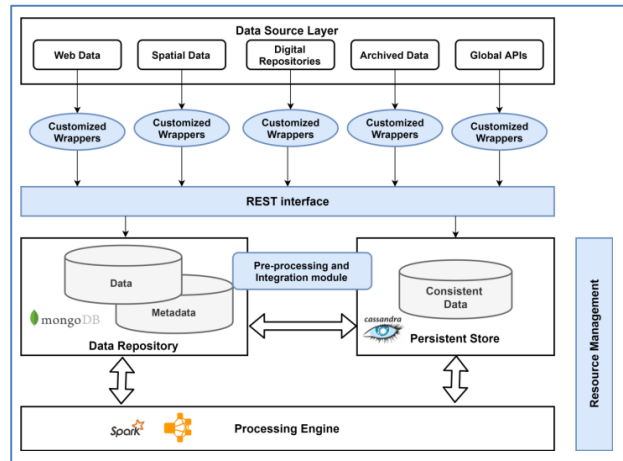 Data Source Layer
Web Data
Spatial Data
Digital
Repositories
Archived Data
Global APIs
Customized
Wrappers
Customized
Wrappers
Customized
Wrappers
Customized
Wrappers
Customized
Wrappers
REST interface
Data
Metadata
mongoDB
Data Repository
Pre-processing and
Integration module
Consistent
Data
cassandra
Persistent Store
Resource Management
Spark
Processing Engine